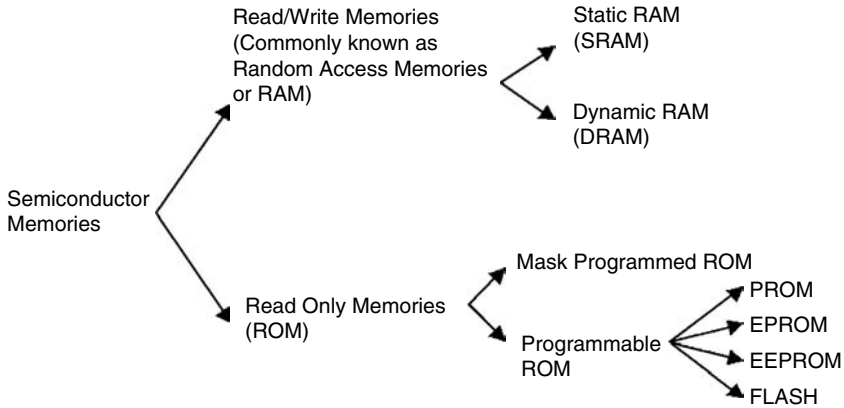 Read/Write Memories
(Commonly known as
Random Access Memories
or RAM)
Static RAM
(SRAM)
Dynamic RAM
(DRAM)
Semiconductor
Memories
Read Only Memories
(ROM)
Mask Programmed ROM
Programmable
ROM
PROM
EPROM
EEPROM
FLASH